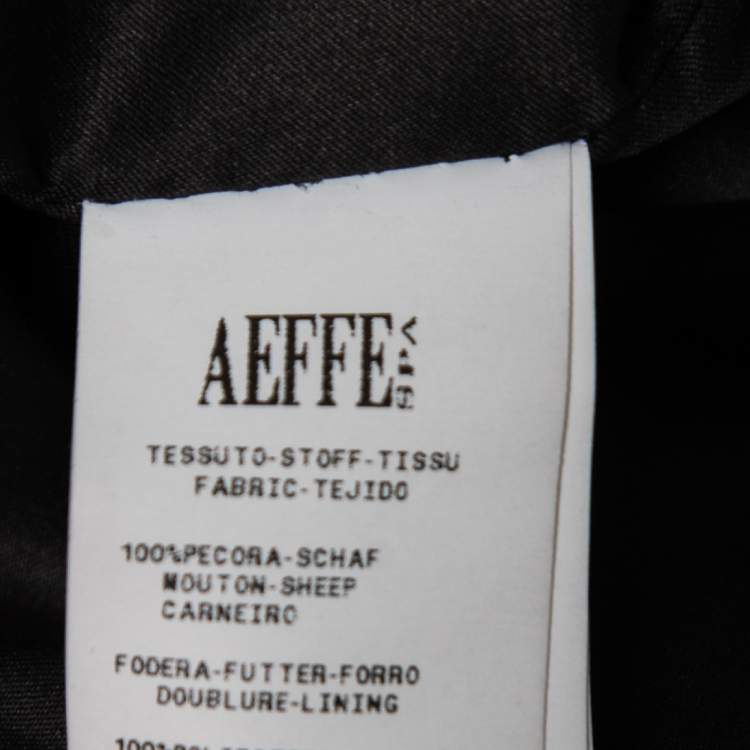 AEFFE SPA
TESSUTO-STOFF-TISSU
FABRIC-TEJIDO
100%PECORA-SCHAF
MOUTON-SHEEP
CARNEIRO
FODERA-FUTTER-FORRO
DOUBLURE-LINING